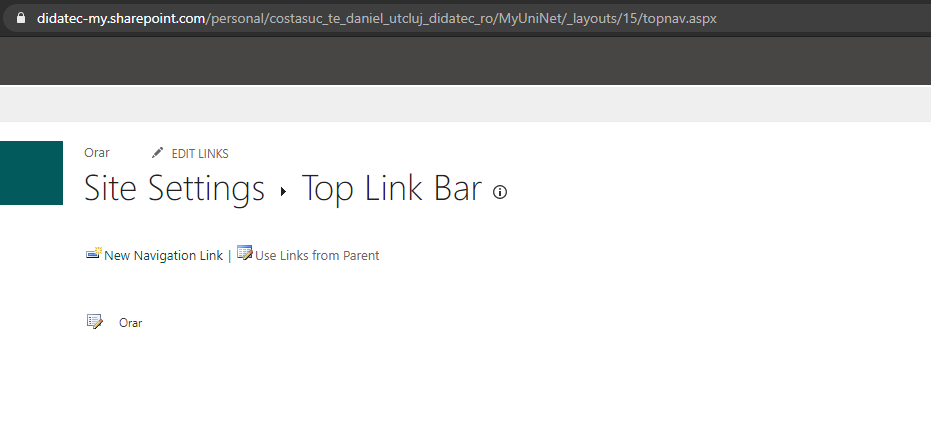 didatec-my.sharepoint.com/personal/costasuc_te_daniel_utcluj_didatec_ro/MyUniNet/_layouts/15/topnav.aspx
Orar EDIT LINKS
Site Settings ▸ Top Link Bar
New Navigation Link | Use Links from Parent
Orar